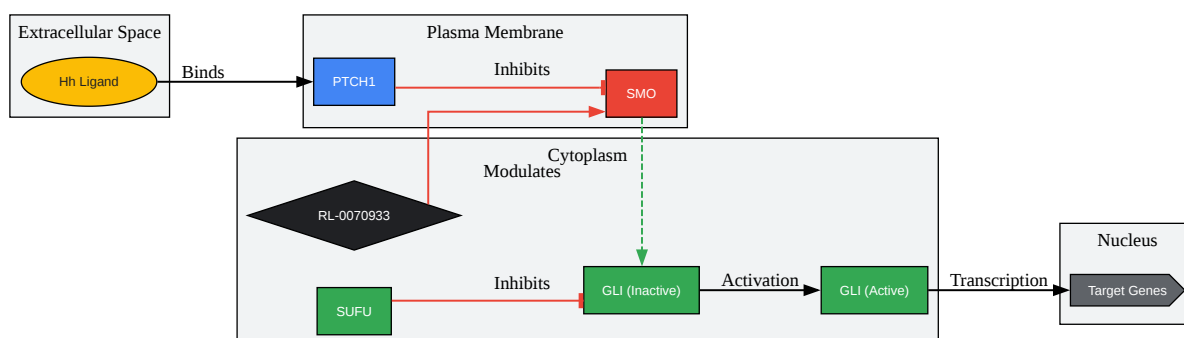 Extracellular Space
Hh Ligand
Binds
Plasma Membrane
PTCH1
Inhibits
SMO
Cytoplasm
Modulates
RL-0070933
SUFU
Inhibits
GLI (Inactive)
Activation
GLI (Active)
Transcription
Nucleus
Target Genes